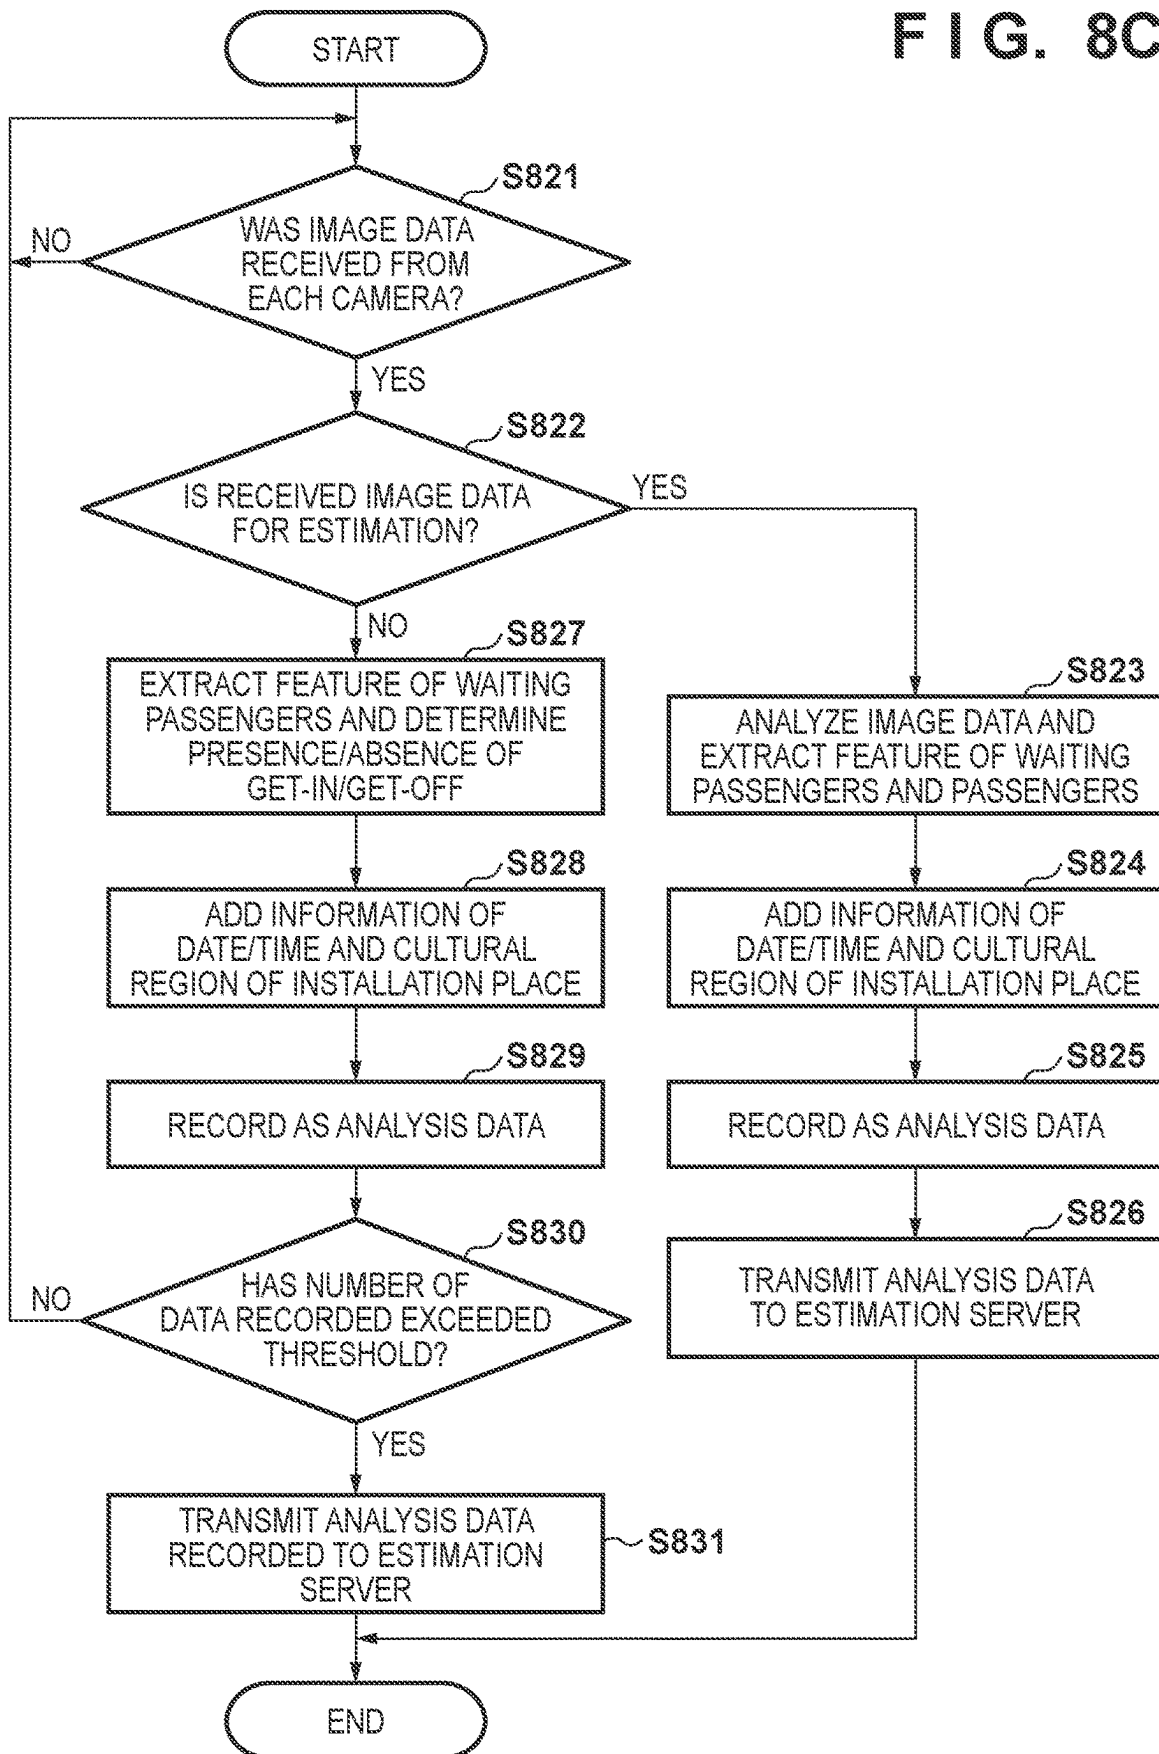 FIG. 8C
START
S821
WAS IMAGE DATA
RECEIVED FROM
EACH CAMERA?
NO
YES
S822
IS RECEIVED IMAGE DATA
FOR ESTIMATION?
YES
NO
S827
EXTRACT FEATURE OF WAITING
PASSENGERS AND DETERMINE
PRESENCE/ABSENCE OF
GET-IN/GET-OFF
S823
ANALYZE IMAGE DATA AND
EXTRACT FEATURE OF WAITING
PASSENGERS AND PASSENGERS
S828
ADD INFORMATION OF
DATE/TIME AND CULTURAL
REGION OF INSTALLATION PLACE
S824
ADD INFORMATION OF
DATE/TIME AND CULTURAL
REGION OF INSTALLATION PLACE
S829
RECORD AS ANALYSIS DATA
S825
RECORD AS ANALYSIS DATA
S830
HAS NUMBER OF
DATA RECORDED EXCEEDED
THRESHOLD?
NO
YES
S826
TRANSMIT ANALYSIS DATA
TO ESTIMATION SERVER
TRANSMIT ANALYSIS DATA
RECORDED TO ESTIMATION
SERVER
S831
END